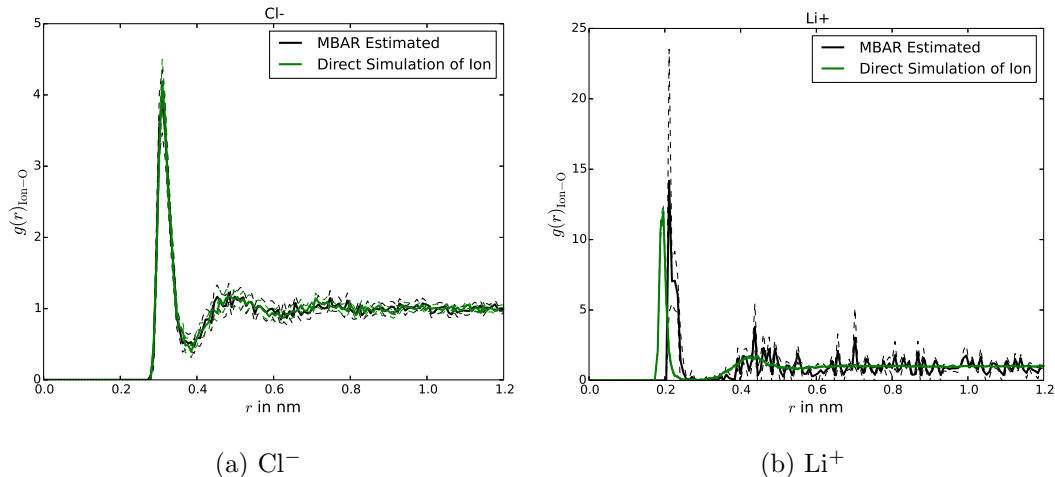 Cl-
MBAR Estimated
Direct Simulation of Ion
5
4
3
2
1
0
g(r)Ion−O
0.0 0.2 0.4 0.6 0.8 1.0 1.2
r in nm
(a) Cl⁻
Li+
MBAR Estimated
Direct Simulation of Ion
25
20
15
10
5
0
g(r)Ion−O
0.0 0.2 0.4 0.6 0.8 1.0 1.2
r in nm
(b) Li⁺